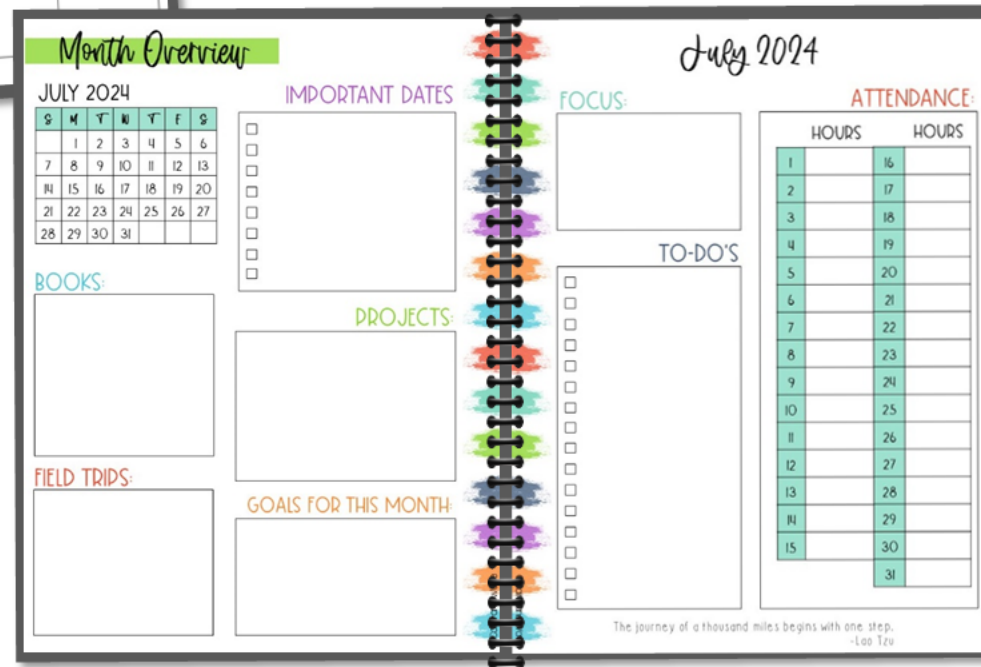 Month Overview
JULY 2024
S M T W T F S
1 2 3 4 5 6
7 8 9 10 11 12 13
14 15 16 17 18 19 20
21 22 23 24 25 26 27
28 29 30 31
BOOKS:
FIELD TRIPS:
IMPORTANT DATES
PROJECTS:
GOALS FOR THIS MONTH:
July 2024
FOCUS:
TO-DO'S
ATTENDANCE:
HOURS HOURS
1 16
2 17
3 18
4 19
5 20
6 21
7 22
8 23
9 24
10 25
11 26
12 27
13 28
14 29
15 30
31
The journey of a thousand miles begins with one step.
-Lao Tzu